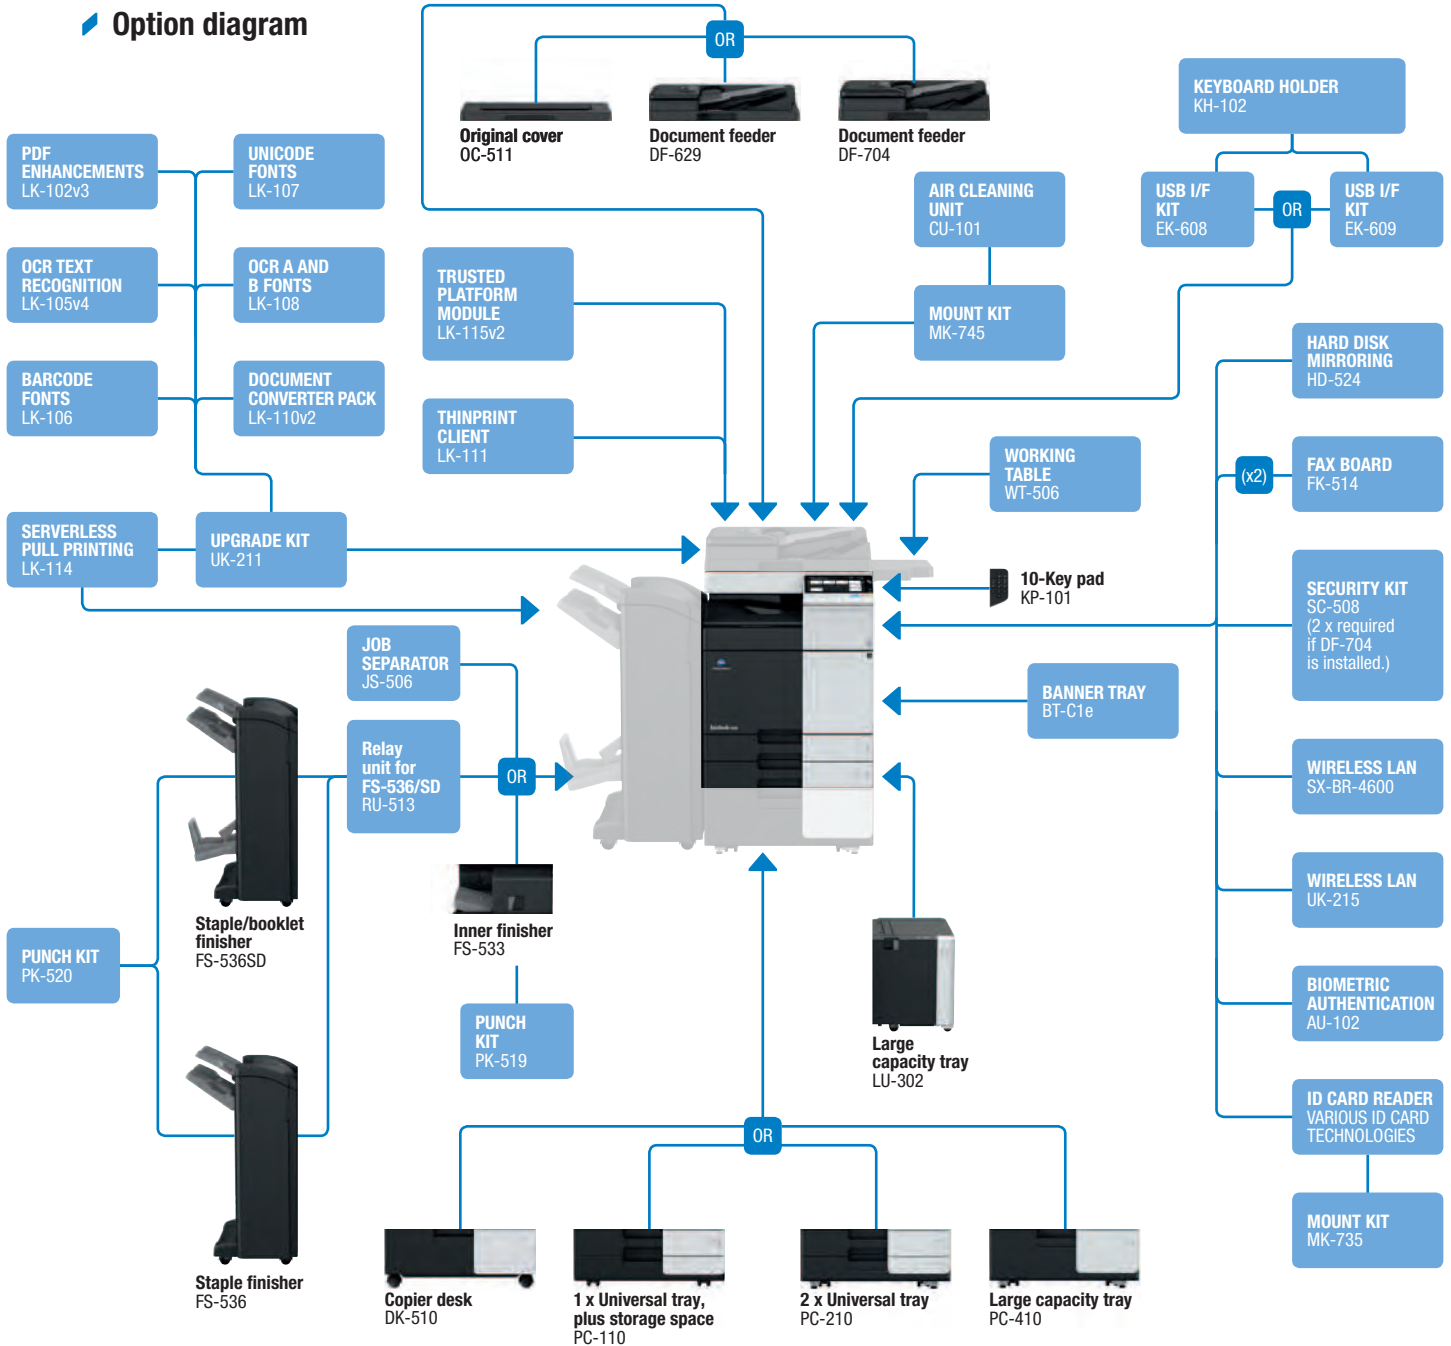 Option diagram
OR
Original cover
OC-511
Document feeder
DF-629
Document feeder
DF-704
KEYBOARD HOLDER
KH-102
PDF
ENHANCEMENTS
LK-102v3
UNICODE
FONTS
LK-107
AIR CLEANING
UNIT
CU-101
USB I/F
KIT
EK-608
OR
USB I/F
KIT
EK-609
OCR TEXT
RECOGNITION
LK-105v4
OCR A AND
B FONTS
LK-108
TRUSTED
PLATFORM
MODULE
LK-115v2
MOUNT KIT
MK-745
HARD DISK
MIRRORING
HD-524
BARCODE
FONTS
LK-106
DOCUMENT
CONVERTER PACK
LK-110v2
THINPRINT
CLIENT
LK-111
WORKING
TABLE
WT-506
(x2)
FAX BOARD
FK-514
SERVERLESS
PULL PRINTING
LK-114
UPGRADE KIT
UK-211
10-Key pad
KP-101
SECURITY KIT
SC-508
(2 x required
if DF-704
is installed.)
JOB
SEPARATOR
JS-506
BANNER TRAY
BT-C1e
Relay
unit for
FS-536/SD
RU-513
OR
WIRELESS LAN
SX-BR-4600
WIRELESS LAN
UK-215
Staple/booklet
finisher
FS-536SD
Inner finisher
FS-533
PUNCH KIT
PK-520
BIOMETRIC
AUTHENTICATION
AU-102
PUNCH
KIT
PK-519
Large
capacity tray
LU-302
ID CARD READER
VARIOUS ID CARD
TECHNOLOGIES
OR
MOUNT KIT
MK-735
Staple finisher
FS-536
Copier desk
DK-510
1 x Universal tray,
plus storage space
PC-110
2 x Universal tray
PC-210
Large capacity tray
PC-410